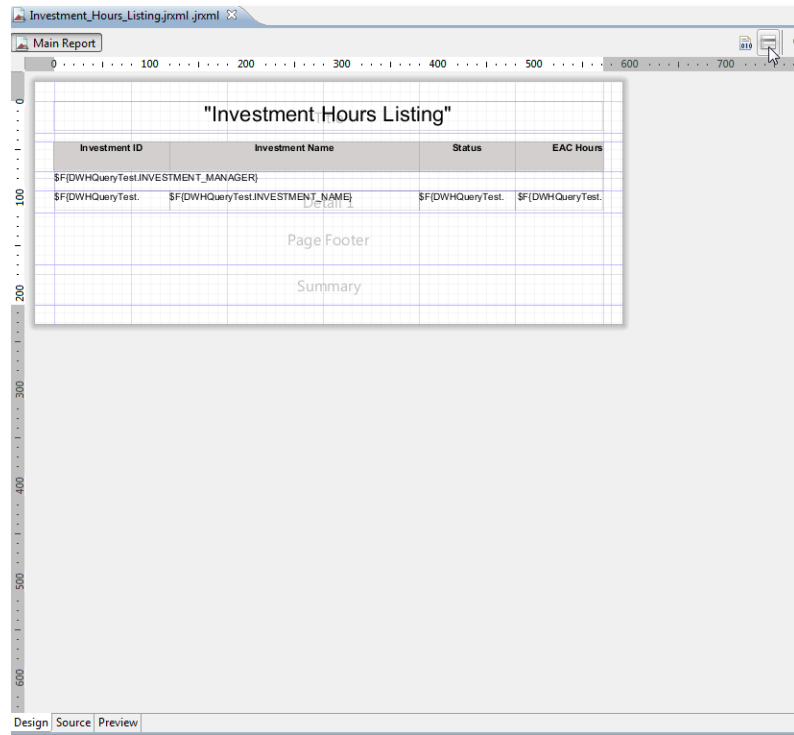 Investment_Hours_Listing.jrxml .jrxml
Main Report
010
0 100 200 300 400 500 600 700
"Investment Hours Listing"
Investment ID Investment Name Status EAC Hours
$F{DWHQueryTest.INVESTMENT_MANAGER}
$F{DWHQueryTest. $F{DWHQueryTest.INVESTMENT_NAME} $F{DWHQueryTest. $F{DWHQueryTest.
Detail 1
Page Footer
Summary
0
100
200
300
400
500
600
Design Source Preview